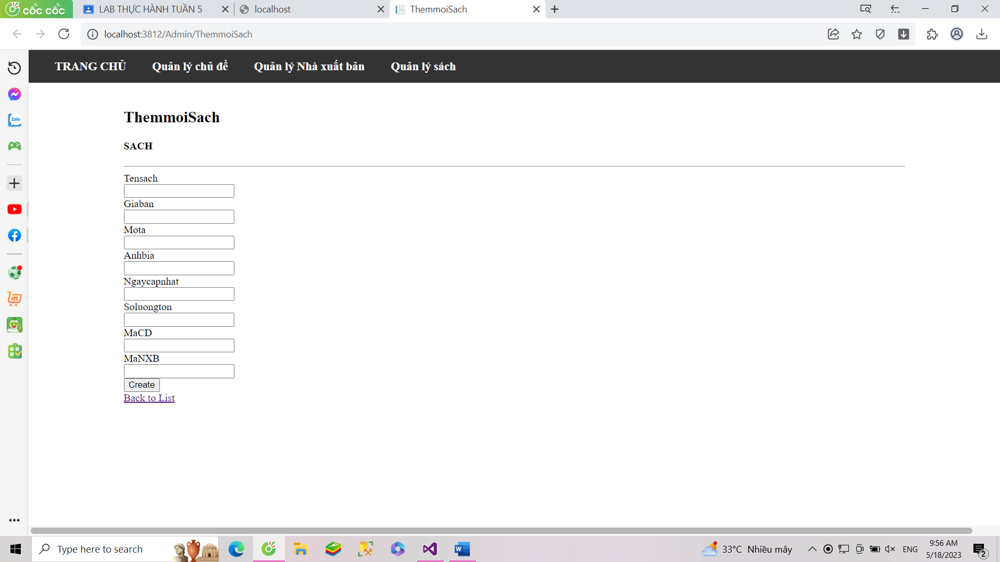 cốc cốc
LAB THỰC HÀNH TUẦN 5
localhost
ThemmoiSach
localhost:3812/Admin/ThemmoiSach
TRANG CHỦ
Quản lý chủ đề
Quản lý Nhà xuất bản
Quản lý sách
Zalo
ThemmoiSach
SACH
Tensach
Giaban
Mota
Anhbia
Ngaycapnhat
Soluongton
MaCD
MaNXB
Create
Back to List
Type here to search
33°C Nhiều mây
ENG
9:56 AM
5/18/2023
2